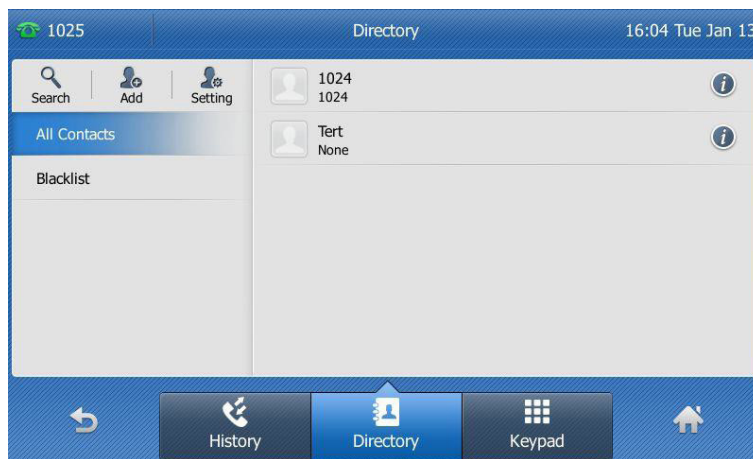 1025 Directory 16:04 Tue Jan 13
Search Add Setting
All Contacts
Blacklist
1024
1024
Tert
None
History Directory Keypad